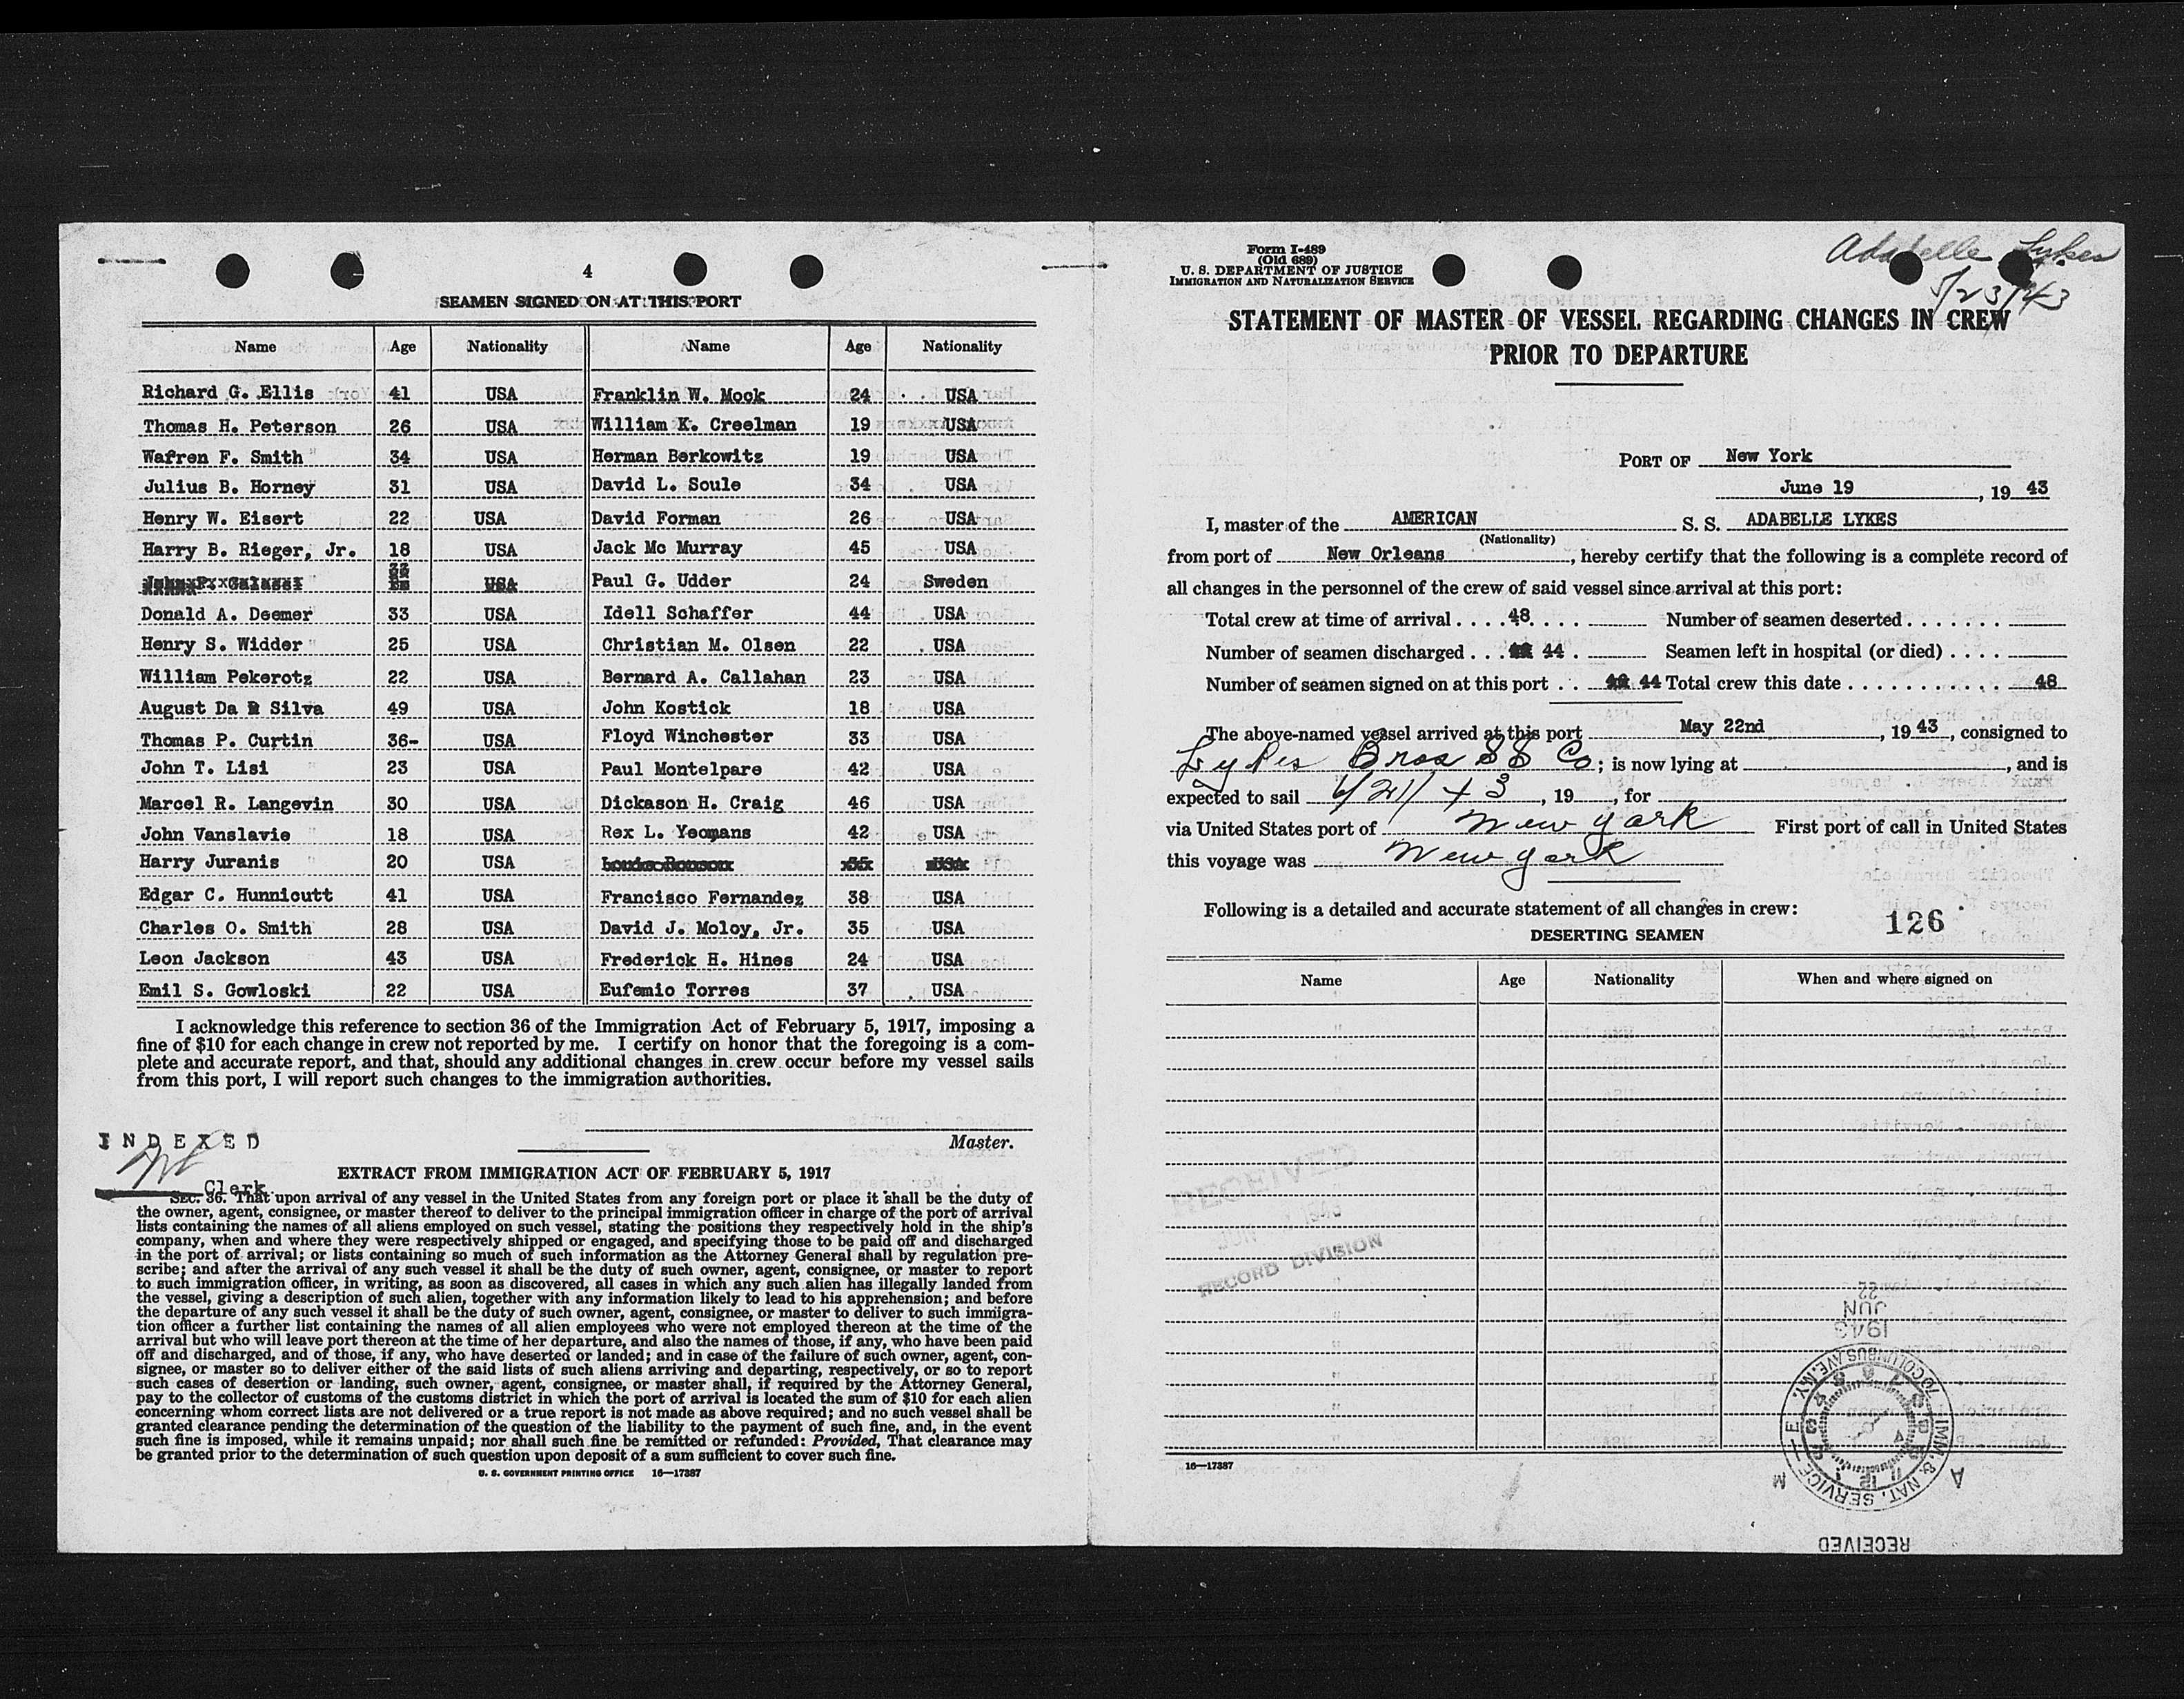 4
SEAMEN SIGNED ON AT THIS PORT
Name Age Nationality Name Age Nationality
Richard G. Ellis 41 USA Franklin W. Mock 24 USA
Thomas H. Peterson 26 USA William K. Creelman 19 USA
Warren F. Smith 34 USA Herman Berkowitz 19 USA
Julius B. Horney 31 USA David L. Soule 34 USA
Henry W. Eisert 22 USA David Forman 26 USA
Harry B. Rieger, Jr. 18 USA Jack Mc Murray 45 USA
USA Paul G. Udder 24 Sweden
Donald A. Deemer 33 USA Idell Schaffer 44 USA
Henry S. Widder 25 USA Christian M. Olsen 22 USA
William Pekerotz 22 USA Bernard A. Callahan 23 USA
August Da Silva 49 USA John Kostick 18 USA
Thomas P. Curtin 36- USA Floyd Winchester 33 USA
John T. Lisi 23 USA Paul Montelpare 42 USA
Marcel R. Langevin 30 USA Dickason H. Craig 46 USA
John Vanslavie 18 USA Rex L. Yeomans 42 USA
Harry Juranis 20 USA
Edgar C. Hunnicutt 41 USA Francisco Fernandez 38 USA
Charles O. Smith 28 USA David J. Moloy, Jr. 35 USA
Leon Jackson 43 USA Frederick H. Hines 24 USA
Emil S. Gowloski 22 USA Eufemio Torres 37 USA
I acknowledge this reference to section 36 of the Immigration Act of February 5, 1917, imposing a
fine of $10 for each change in crew not reported by me. I certify on honor that the foregoing is a com-
plete and accurate report, and that, should any additional changes in crew occur before my vessel sails
from this port, I will report such changes to the immigration authorities.
Master.
INDEXED
Clerk
EXTRACT FROM IMMIGRATION ACT OF FEBRUARY 5, 1917
SEC. 36. That upon arrival of any vessel in the United States from any foreign port or place it shall be the duty of
the owner, agent, consignee, or master thereof to deliver to the principal immigration officer in charge of the port of arrival
lists containing the names of all aliens employed on such vessel, stating the positions they respectively hold in the ship's
company, when and where they were respectively shipped or engaged, and specifying those to be paid off and discharged
in the port of arrival; or lists containing so much of such information as the Attorney General shall by regulation pre-
scribe; and after the arrival of any such vessel it shall be the duty of such owner, agent, consignee, or master to report
to such immigration officer, in writing, as soon as discovered, all cases in which any such alien has illegally landed from
the vessel, giving a description of such alien, together with any information likely to lead to his apprehension; and before
the departure of any such vessel it shall be the duty of such owner, agent, consignee, or master to deliver to such immigra-
tion officer a further list containing the names of all alien employees who were not employed thereon at the time of the
arrival but who will leave port thereon at the time of her departure, and also the names of those, if any, who have been paid
off and discharged, and of those, if any, who have deserted or landed; and in case of the failure of such owner, agent, con-
signee, or master so to deliver either of the said lists of such aliens arriving and departing, respectively, or so to report
such cases of desertion or landing, such owner, agent, consignee, or master shall, if required by the Attorney General,
pay to the collector of customs of the customs district in which the port of arrival is located the sum of $10 for each alien
concerning whom correct lists are not delivered or a true report is not made as above required; and no such vessel shall be
granted clearance pending the determination of the question of the liability to the payment of such fine, and, in the event
such fine is imposed, while it remains unpaid; nor shall such fine be remitted or refunded: Provided, That clearance may
be granted prior to the determination of such question upon deposit of a sum sufficient to cover such fine.
U. S. GOVERNMENT PRINTING OFFICE 16—17387
Form I-489
(Old 689)
U. S. DEPARTMENT OF JUSTICE
IMMIGRATION AND NATURALIZATION SERVICE
Adabelle Lykes
5/23/43
STATEMENT OF MASTER OF VESSEL REGARDING CHANGES IN CREW
PRIOR TO DEPARTURE
PORT OF New York
June 19, 19 43
I, master of the AMERICAN S. S. ADABELLE LYKES
(Nationality)
from port of New Orleans, hereby certify that the following is a complete record of
all changes in the personnel of the crew of said vessel since arrival at this port:
Total crew at time of arrival . . . . 48 . . . . Number of seamen deserted . . . . . . .
Number of seamen discharged . . . 44 . Seamen left in hospital (or died) . . . .
Number of seamen signed on at this port . . 44 Total crew this date . . . . . . . . . . . 48
The above-named vessel arrived at this port May 22nd, 19 43, consigned to
Lykes Bros SS Co; is now lying at , and is
expected to sail 6/21/43, 19 , for
via United States port of New York First port of call in United States
this voyage was New York
Following is a detailed and accurate statement of all changes in crew:
126
DESERTING SEAMEN
Name Age Nationality When and where signed on
RECEIVED
JUN 1943
RECORD DIVISION
16—17387
22
JUN
1943
IMM. & NAT. SERVICE
70 COLUMBUS AVE. N.Y.
A M
RECEIVED